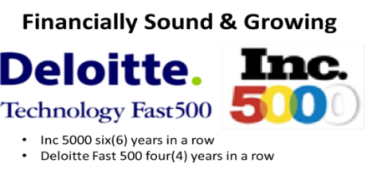 Financially Sound & Growing
Deloitte.
Technology Fast500
Inc.
5000
• Inc 5000 six(6) years in a row
• Deloitte Fast 500 four(4) years in a row